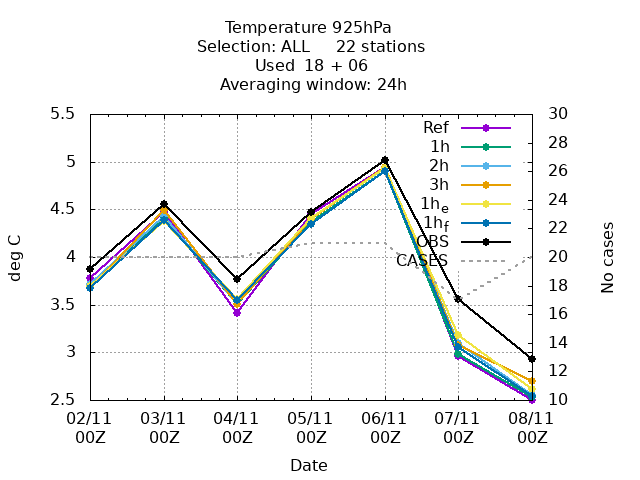 Temperature 925hPa
Selection: ALL 22 stations
Used 18 + 06
Averaging window: 24h
5.5
5
4.5
4
3.5
3
2.5
deg C
30
28
26
24
22
20
18
16
14
12
10
No cases
Ref
1h
2h
3h
1he
1hf
OBS
CASES
02/11 03/11 04/11 05/11 06/11 07/11 08/11
00Z 00Z 00Z 00Z 00Z 00Z 00Z
Date